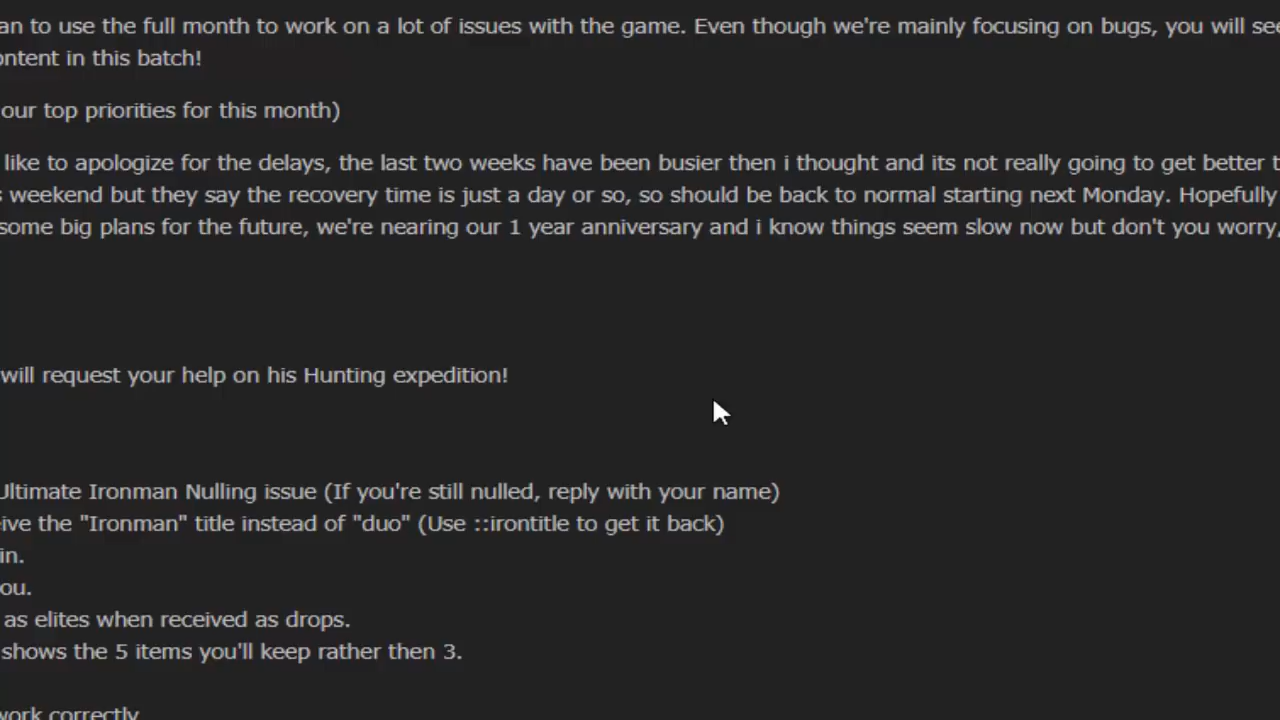 an to use the full month to work on a lot of issues with the game. Even though we're mainly focusing on bugs, you will see
ontent in this batch!
our top priorities for this month)
like to apologize for the delays, the last two weeks have been busier then i thought and its not really going to get better t
s weekend but they say the recovery time is just a day or so, so should be back to normal starting next Monday. Hopefully
some big plans for the future, we're nearing our 1 year anniversary and i know things seem slow now but don't you worry,
will request your help on his Hunting expedition!
Ultimate Ironman Nulling issue (If you're still nulled, reply with your name)
ive the "Ironman" title instead of "duo" (Use ::irontitle to get it back)
in.
ou.
as elites when received as drops.
shows the 5 items you'll keep rather then 3.
work correctly